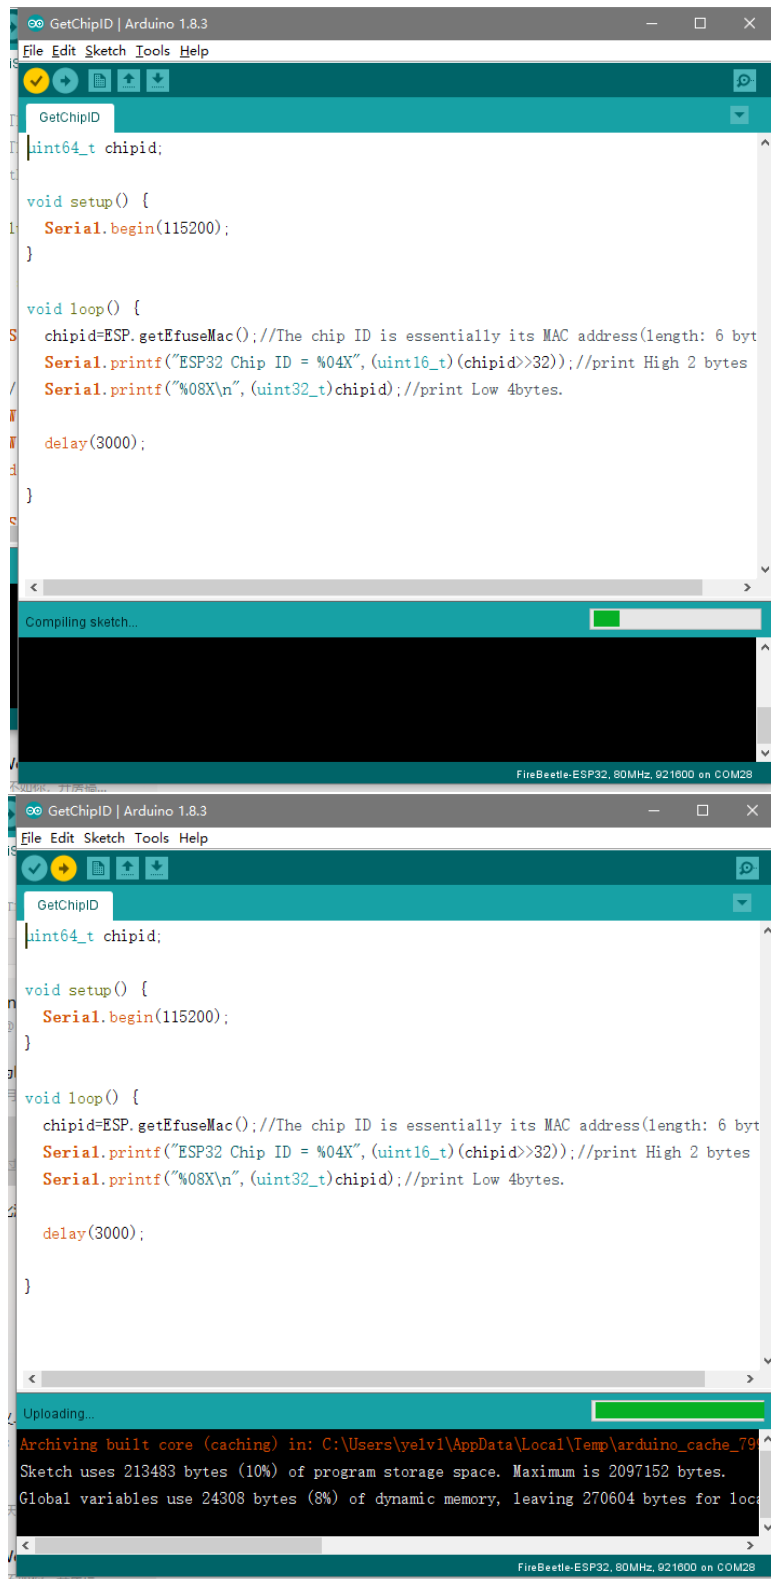 GetChipID | Arduino 1.8.3
File Edit Sketch Tools Help
GetChipID
uint64_t chipid;
void setup() {
Serial.begin(115200);
}
void loop() {
chipid=ESP.getEfuseMac();//The chip ID is essentially its MAC address(length: 6 byt
Serial.printf("ESP32 Chip ID = %04X",(uint16_t)(chipid>>32));//print High 2 bytes
Serial.printf("%08X\n",(uint32_t)chipid);//print Low 4bytes.
delay(3000);
}
Compiling sketch...
FireBeetle-ESP32, 80MHz, 921600 on COM28
GetChipID | Arduino 1.8.3
File Edit Sketch Tools Help
GetChipID
uint64_t chipid;
void setup() {
Serial.begin(115200);
}
void loop() {
chipid=ESP.getEfuseMac();//The chip ID is essentially its MAC address(length: 6 byt
Serial.printf("ESP32 Chip ID = %04X",(uint16_t)(chipid>>32));//print High 2 bytes
Serial.printf("%08X\n",(uint32_t)chipid);//print Low 4bytes.
delay(3000);
}
Uploading...
Archiving built core (caching) in: C:\Users\yelvl\AppData\Local\Temp\arduino_cache_79
Sketch uses 213483 bytes (10%) of program storage space. Maximum is 2097152 bytes.
Global variables use 24308 bytes (8%) of dynamic memory, leaving 270604 bytes for loca
FireBeetle-ESP32, 80MHz, 921600 on COM28